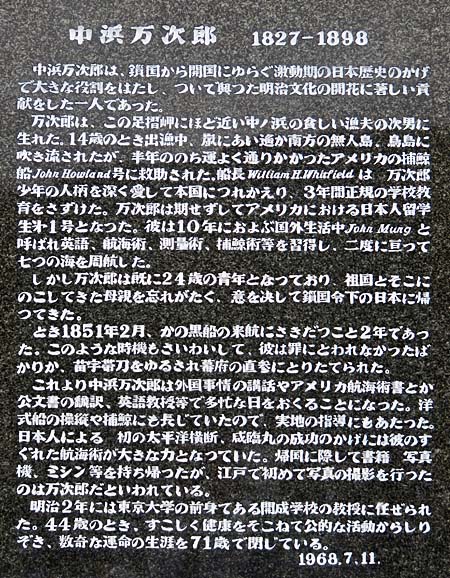 中浜万次郎 1827−1898
中浜万次郎は、鎖国から開国にゆらぐ激動期の日本歴史のかげ
で大きな役割をはたし、ついで興った明治文化の開花に著しい貢
献をした一人であった。
万次郎は、この足摺岬にほど近い中ノ浜の貧しい漁夫の次男に
生れた。14歳のとき出漁中、嵐にあい遙か南方の無人島、鳥島に
吹き流されたが、半年ののち運よく通りかかったアメリカの捕鯨
船John Howland号に救助された。船長William H. Whitfieldは 万次郎
少年の人柄を深く愛して本国につれかえり、3年間正規の学校教
育をさずけた。万次郎は期せずしてアメリカにおける日本人留学
生才1号となった。彼は10年におよぶ国外生活中John Mungと
呼ばれ英語、航海術、測量術、捕鯨術等を習得し、二度に亘って
七つの海を周航した。
しかし万次郎は既に24歳の青年となっており、祖国とそこに
のこしてきた母親を忘れがたく、意を決して鎖国令下の日本に帰
ってきた。
とき1851年2月、かの黒船の来航にさきだつこと2年であっ
た。このような時機もさいわいして、彼は罪にとわれなかったば
かりか、苗字帯刀をゆるされ幕府の直参にとりたてられた。
これより中浜万次郎は外国事情の講話やアメリカ航海術書とか
公文書の飜訳、英語教授等で多忙な日をおくることになった。洋
式船の操縦や捕鯨にも長じていたので、実地の指導にもあたった。
日本人による 初の太平洋横断、咸臨丸の成功のかげには彼のす
ぐれた航海術が大きな力となっていた。帰国に際して書籍 写真
機、ミシン等を持ち帰ったが、江戸で初めて写真の撮影を行った
のは万次郎だといわれている。
明治2年には東京大学の前身である開成学校の教授に任ぜられ
た。44歳のとき、すこしく健康をそこねて公的な活動からしり
ぞき、数奇な運命の生涯を71歳で閉じている。
1968.7.11.